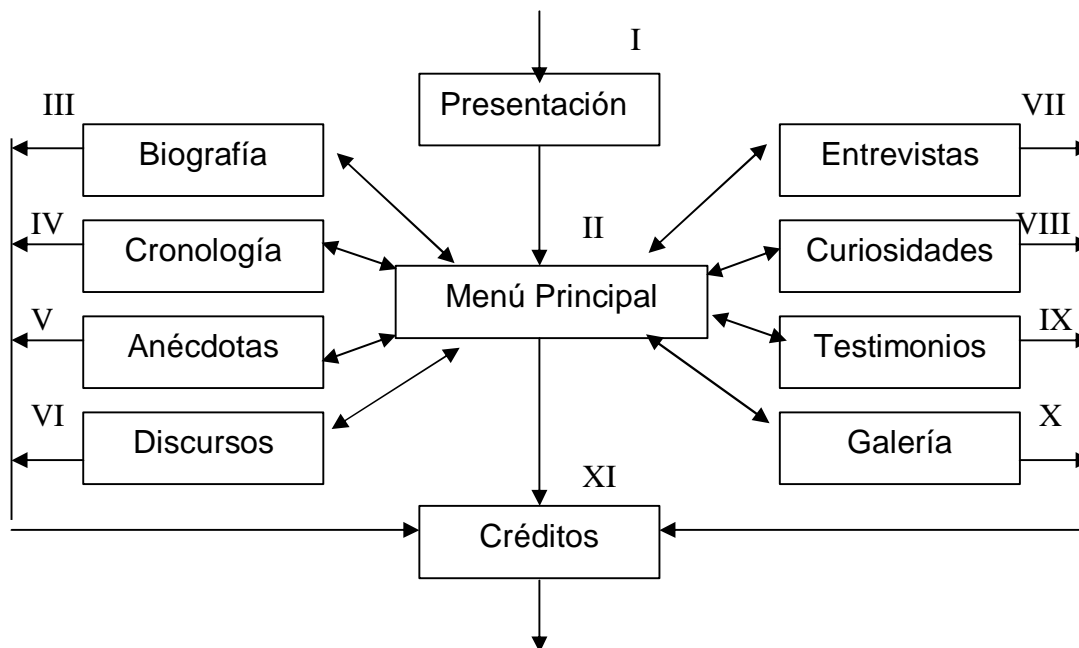 I
Presentación
III
VII
Biografía
Entrevistas
IV
II
VIII
Cronología
Curiosidades
Menú Principal
V
IX
Anécdotas
Testimonios
VI
X
Discursos
Galería
XI
Créditos